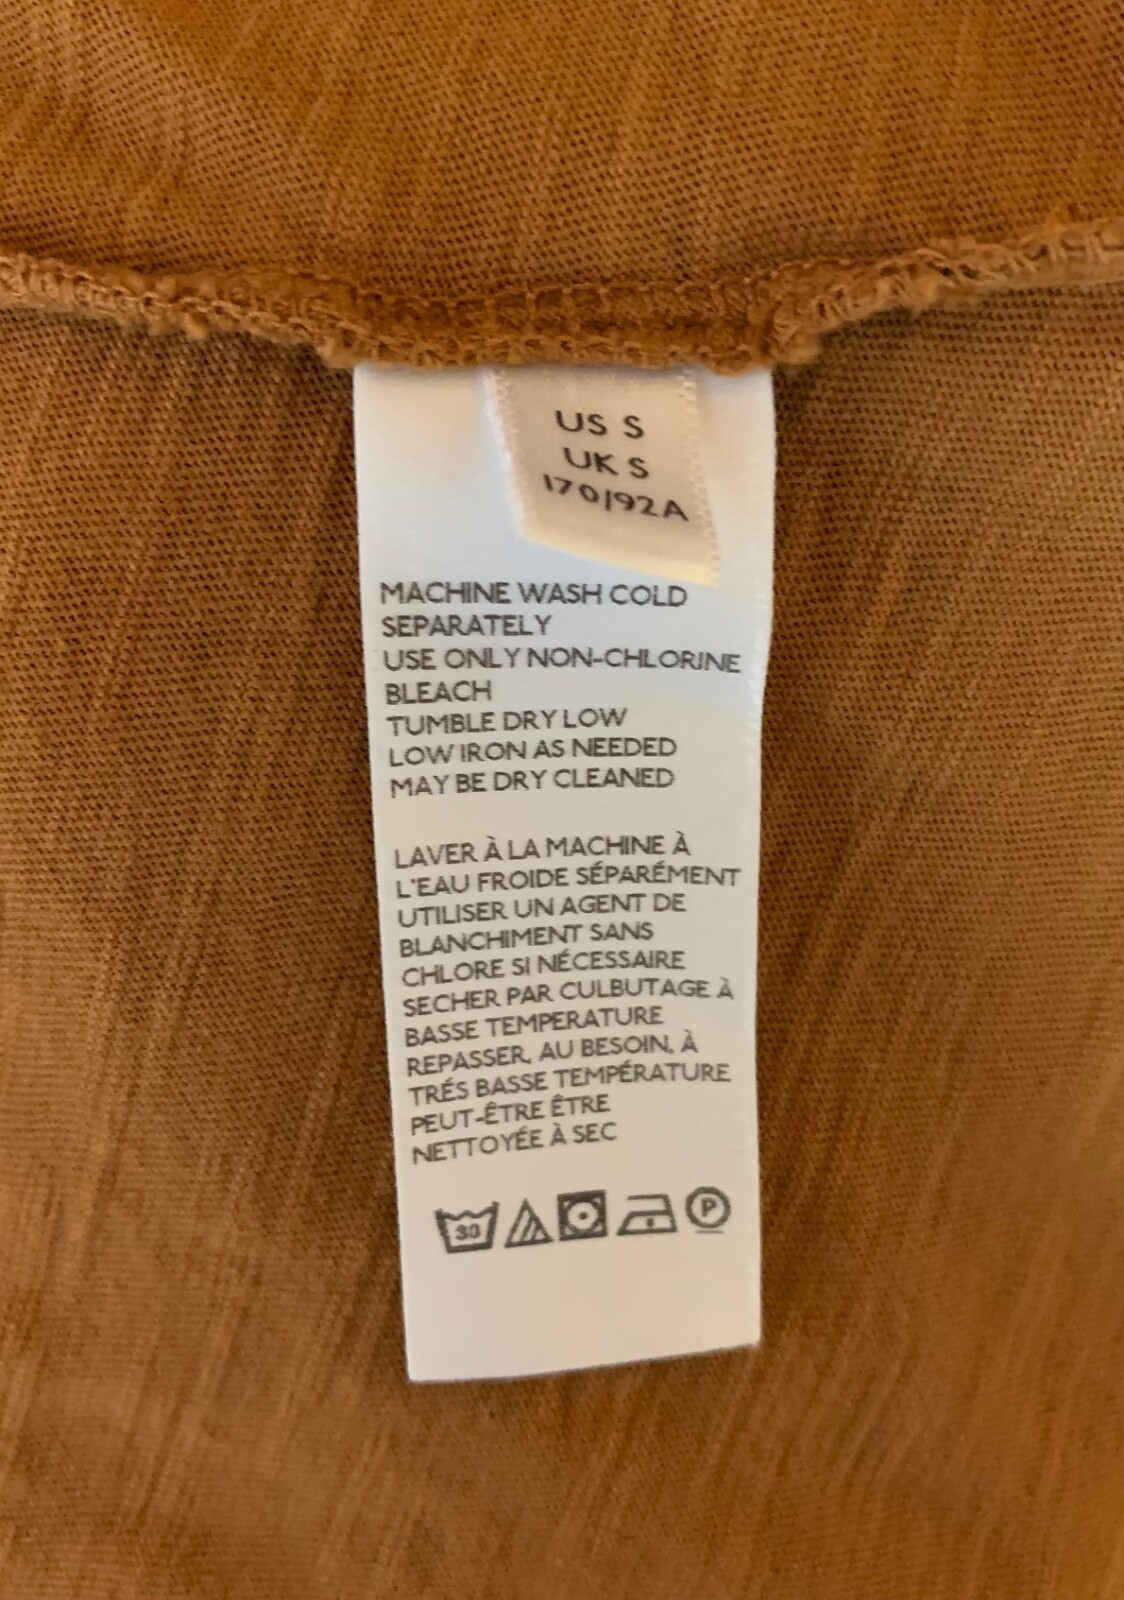 US S
UK S
170/92A
MACHINE WASH COLD
SEPARATELY
USE ONLY NON-CHLORINE
BLEACH
TUMBLE DRY LOW
LOW IRON AS NEEDED
MAY BE DRY CLEANED
LAVER À LA MACHINE À
L'EAU FROIDE SÉPARÉMENT
UTILISER UN AGENT DE
BLANCHIMENT SANS
CHLORE SI NÉCESSAIRE
SECHER PAR CULBUTAGE À
BASSE TEMPERATURE
REPASSER, AU BESOIN, À
TRÉS BASSE TEMPÉRATURE
PEUT-ÊTRE ÊTRE
NETTOYÉE À SEC
30 P